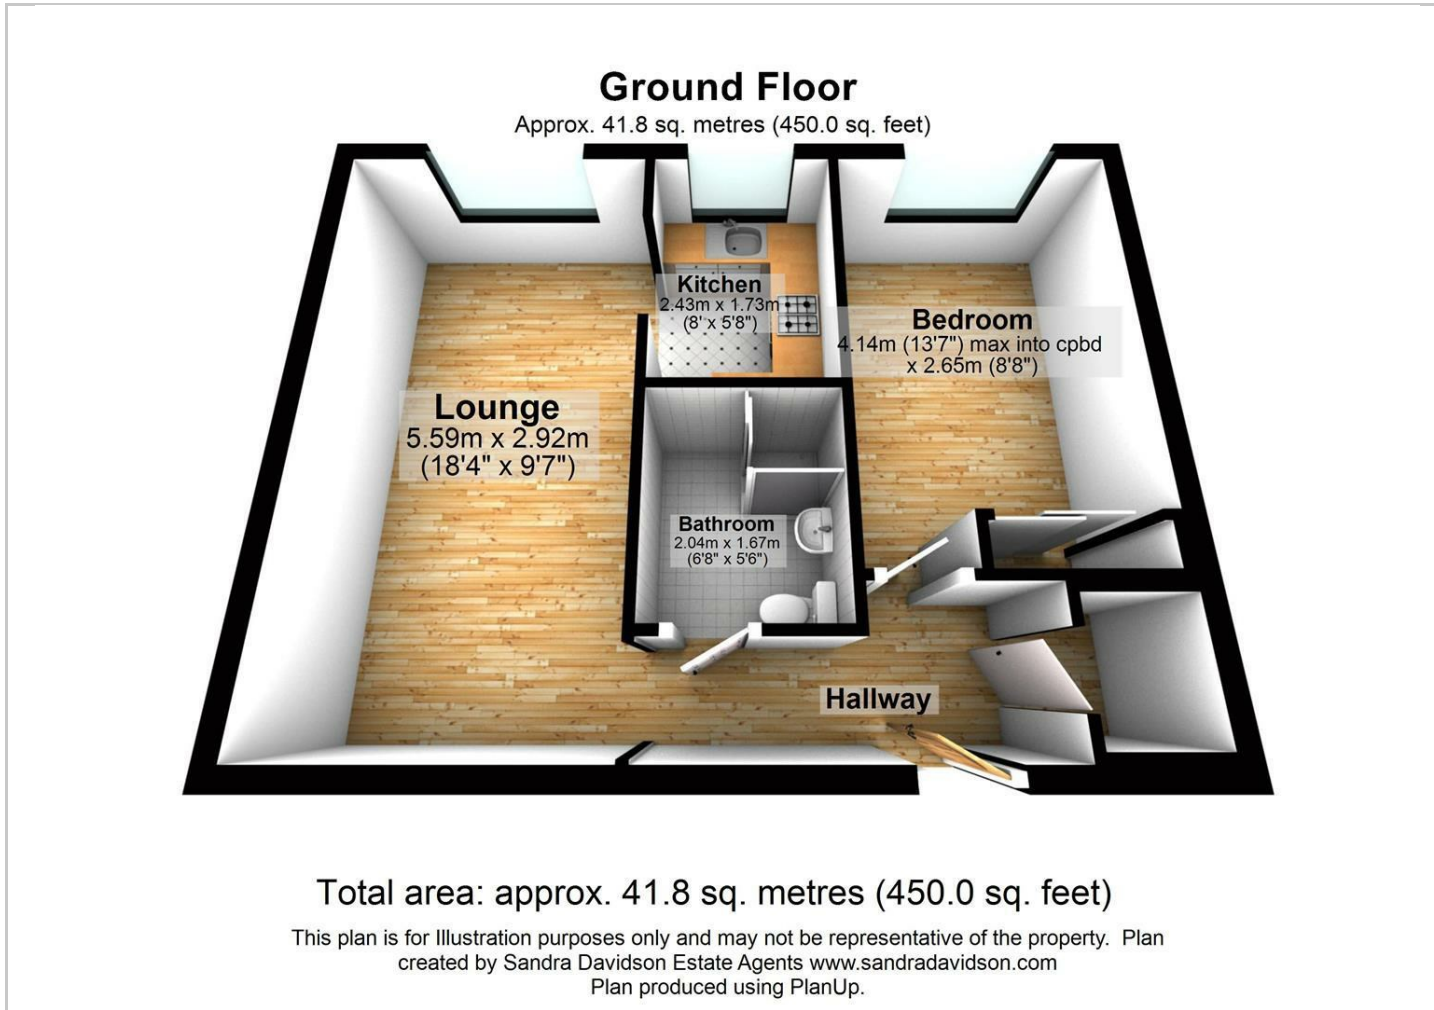 Ground Floor
Approx. 41.8 sq. metres (450.0 sq. feet)
Kitchen
2.43m x 1.73m
(8' x 5'8")
Bedroom
4.14m (13'7") max into cpbd
x 2.65m (8'8")
Lounge
5.59m x 2.92m
(18'4" x 9'7")
Bathroom
2.04m x 1.67m
(6'8" x 5'6")
Hallway
Total area: approx. 41.8 sq. metres (450.0 sq. feet)
This plan is for Illustration purposes only and may not be representative of the property.  Plan
created by Sandra Davidson Estate Agents www.sandradavidson.com
Plan produced using PlanUp.